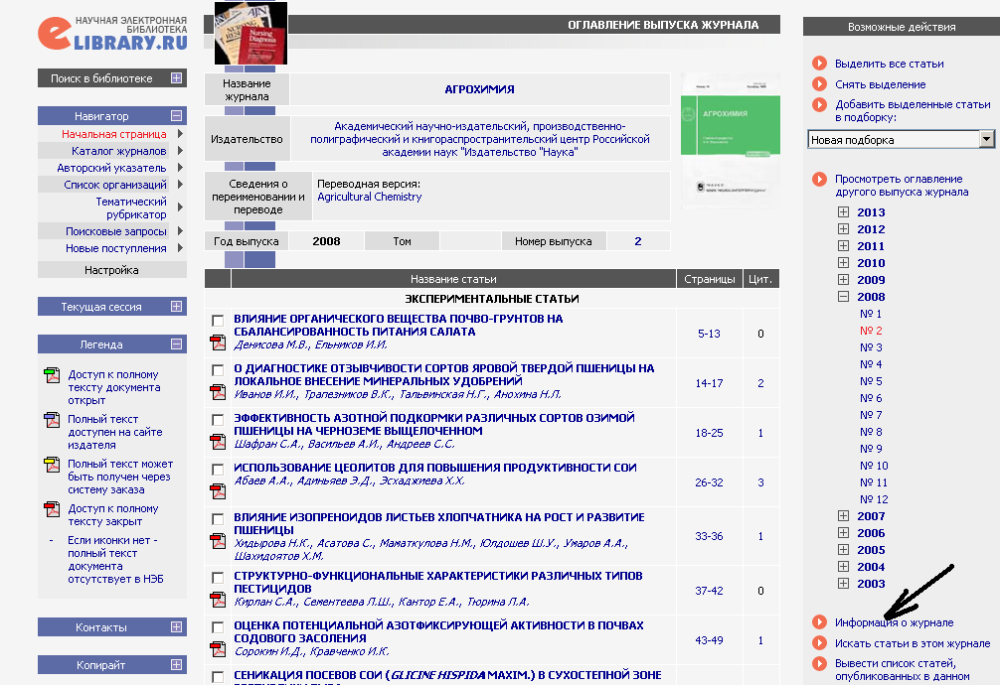 НАУЧНАЯ ЭЛЕКТРОННАЯ
БИБЛИОТЕКА
eLIBRARY.RU
Поиск в библиотеке
Навигатор
Начальная страница
Каталог журналов
Авторский указатель
Список организаций
Тематический
рубрикатор
Поисковые запросы
Новые поступления
Настройка
Текущая сессия
Легенда
Доступ к полному
тексту документа
открыт
Полный текст
доступен на сайте
издателя
Полный текст может
быть получен через
систему заказа
Доступ к полному
тексту закрыт
- Если иконки нет -
полный текст
документа
отсутствует в НЭБ
Контакты
Копирайт
Nursing
Diagnosis
ОГЛАВЛЕНИЕ ВЫПУСКА ЖУРНАЛА
Название
журнала
АГРОХИМИЯ
Издательство
Академический научно-издательский, производственно-
полиграфический и книгораспространительский центр Российской
академии наук "Издательство "Наука"
Сведения о
переименовании и
переводе
Переводная версия:
Agricultural Chemistry
АГРОХИМИЯ
Год выпуска 2008 Том Номер выпуска 2
Название статьи Страницы Цит.
ЭКСПЕРИМЕНТАЛЬНЫЕ СТАТЬИ
ВЛИЯНИЕ ОРГАНИЧЕСКОГО ВЕЩЕСТВА ПОЧВО-ГРУНТОВ НА
СБАЛАНСИРОВАННОСТЬ ПИТАНИЯ САЛАТА
Денисова М.В., Ельников И.И.
5-13 0
О ДИАГНОСТИКЕ ОТЗЫВЧИВОСТИ СОРТОВ ЯРОВОЙ ТВЕРДОЙ ПШЕНИЦЫ НА
ЛОКАЛЬНОЕ ВНЕСЕНИЕ МИНЕРАЛЬНЫХ УДОБРЕНИЙ
Иванов И.И., Трапезников В.К., Тальвинская Н.Г., Анохина Н.Л.
14-17 2
ЭФФЕКТИВНОСТЬ АЗОТНОЙ ПОДКОРМКИ РАЗЛИЧНЫХ СОРТОВ ОЗИМОЙ
ПШЕНИЦЫ НА ЧЕРНОЗЕМЕ ВЫЩЕЛОЧЕННОМ
Шафран С.А., Васильев А.И., Андреев С.С.
18-25 1
ИСПОЛЬЗОВАНИЕ ЦЕОЛИТОВ ДЛЯ ПОВЫШЕНИЯ ПРОДУКТИВНОСТИ СОИ
Абаев А.А., Адиньяев Э.Д., Эсхаджиева Х.Х.
26-32 3
ВЛИЯНИЕ ИЗОПРЕНОИДОВ ЛИСТЬЕВ ХЛОПЧАТНИКА НА РОСТ И РАЗВИТИЕ
ПШЕНИЦЫ
Хидырова Н.К., Асатова С., Маматкулова Н.М., Юлдошев Ш.У., Умаров А.А.,
Шахидоятов Х.М.
33-36 1
СТРУКТУРНО-ФУНКЦИОНАЛЬНЫЕ ХАРАКТЕРИСТИКИ РАЗЛИЧНЫХ ТИПОВ
ПЕСТИЦИДОВ
Кирлан С.А., Сементеева Л.Ш., Кантор Е.А., Тюрина Л.А.
37-42 0
ОЦЕНКА ПОТЕНЦИАЛЬНОЙ АЗОТФИКСИРУЮЩЕЙ АКТИВНОСТИ В ПОЧВАХ
СОДОВОГО ЗАСОЛЕНИЯ
Сорокин И.Д., Кравченко И.К.
43-49 1
СЕНИКАЦИЯ ПОСЕВОВ СОИ (GLICINE HISPIDA MAXIM.) В СУХОСТЕПНОЙ ЗОНЕ
Возможные действия
Выделить все статьи
Снять выделение
Добавить выделенные статьи
в подборку:
Новая подборка
Просмотреть оглавление
другого выпуска журнала
2013
2012
2011
2010
2009
2008
№ 1
№ 2
№ 3
№ 4
№ 5
№ 6
№ 7
№ 8
№ 9
№ 10
№ 11
№ 12
2007
2006
2005
2004
2003
Информация о журнале
Искать статьи в этом журнале
Вывести список статей,
опубликованных в данном